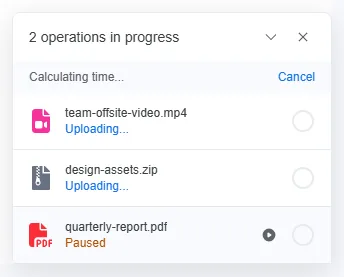 2 operations in progress
Calculating time... Cancel
team-offsite-video.mp4
Uploading...
design-assets.zip
Uploading...
quarterly-report.pdf
PDF Paused